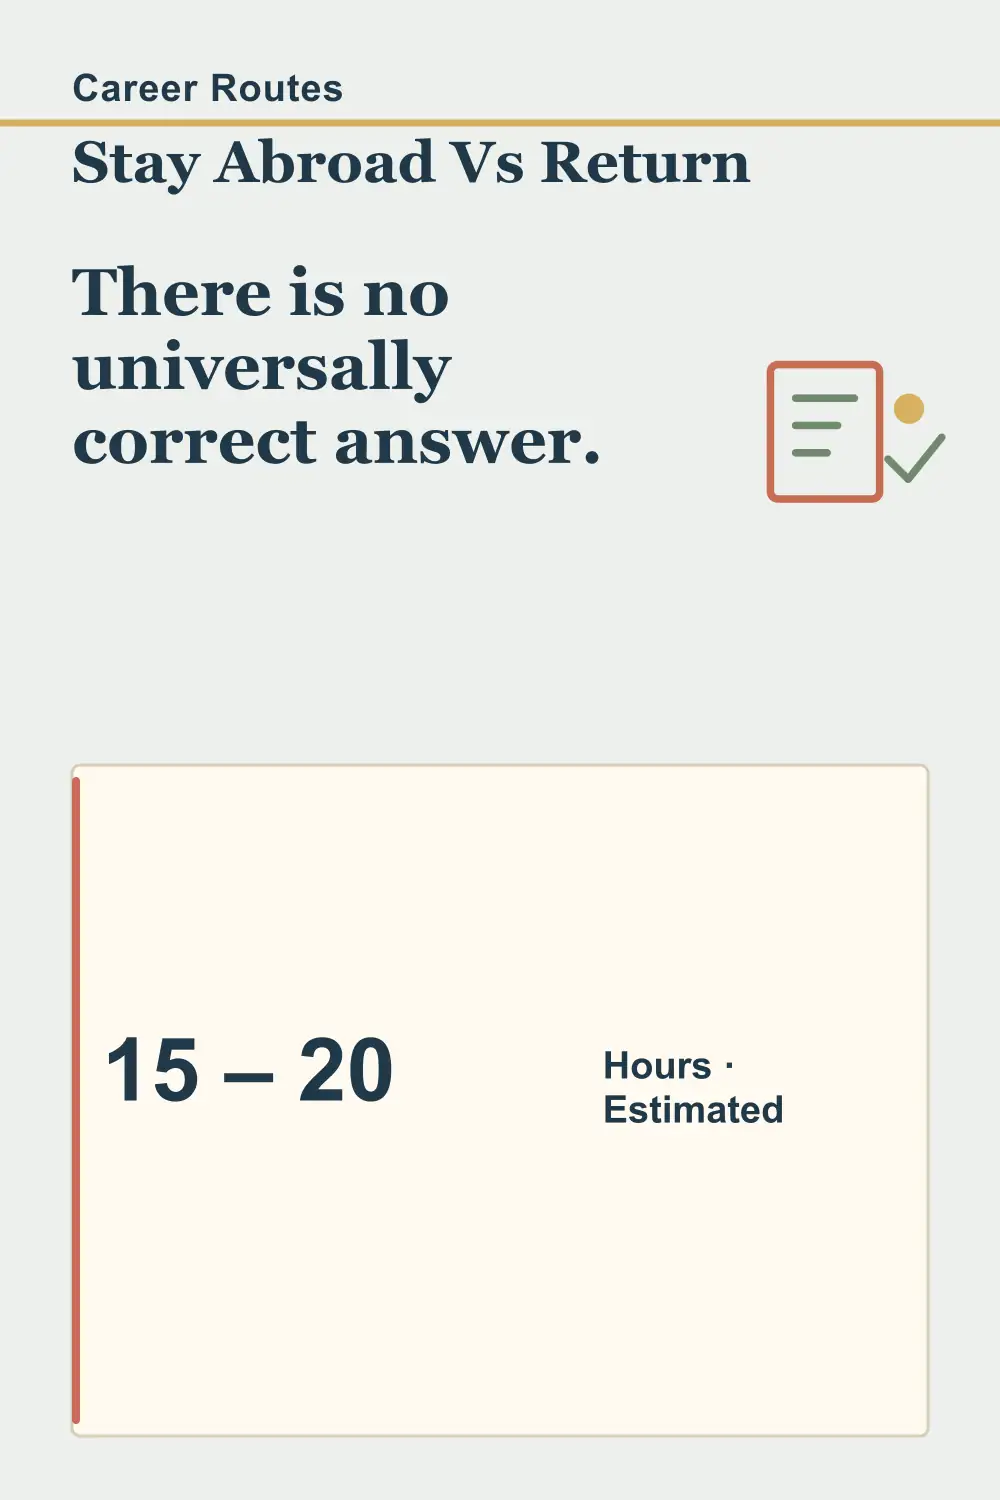 Career Routes
Stay Abroad Vs Return
There is no
universally
correct answer.
15 – 20
Hours ·
Estimated